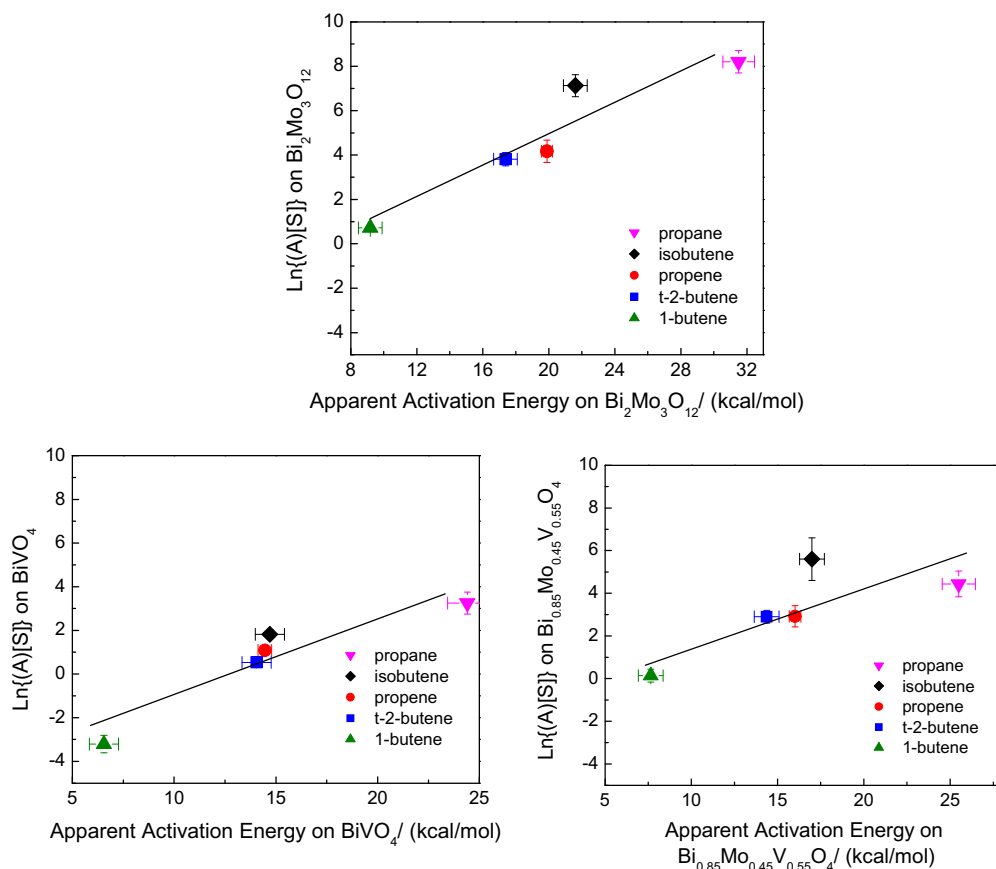 Ln{(A)[S]} on Bi₂Mo₃O₁₂
10
8
6
4
2
0
-2
-4
propane
isobutene
propene
t-2-butene
1-butene
8 12 16 20 24 28 32
Apparent Activation Energy on Bi₂Mo₃O₁₂/ (kcal/mol)
Ln{(A)[S]} on BiVO₄
10
8
6
4
2
0
-2
-4
propane
isobutene
propene
t-2-butene
1-butene
5 10 15 20 25
Apparent Activation Energy on BiVO₄/ (kcal/mol)
Ln{(A)[S]} on Bi₀.₈₅Mo₀.₄₅V₀.₅₅O₄
10
8
6
4
2
0
-2
-4
propane
isobutene
propene
t-2-butene
1-butene
5 10 15 20 25
Apparent Activation Energy on
Bi₀.₈₅Mo₀.₄₅V₀.₅₅O₄/ (kcal/mol)